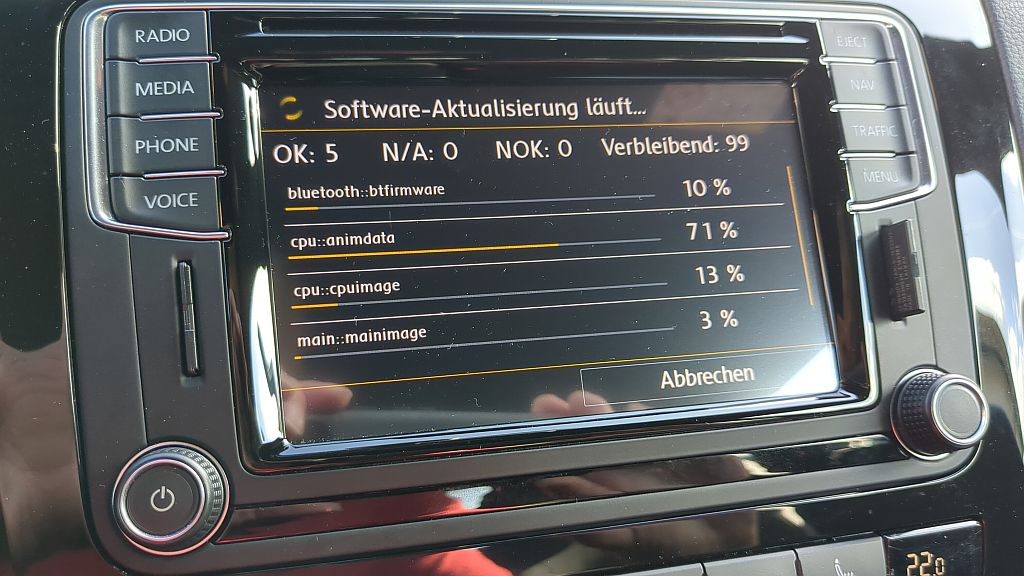 RADIO
MEDIA
PHONE
VOICE
EJECT
NAV
TRAFFIC
MENU
Software-Aktualisierung läuft...
OK: 5 N/A: 0 NOK: 0 Verbleibend: 99
bluetooth::btfirmware 10 %
cpu::animdata 71 %
cpu::cpuimage 13 %
main::mainimage 3 %
Abbrechen
22.0